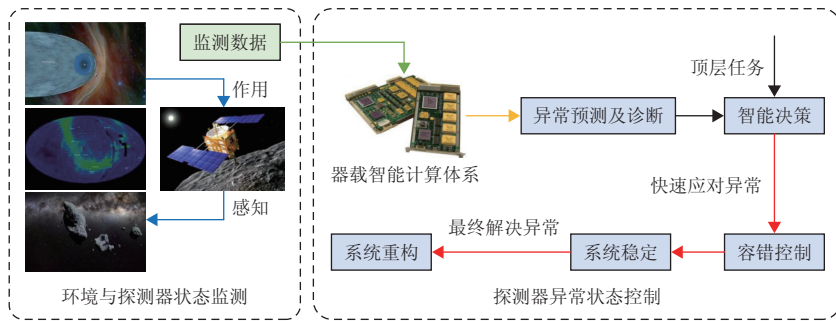 监测数据
作用
感知
环境与探测器状态监测
顶层任务
异常预测及诊断
智能决策
器载智能计算体系
快速应对异常
最终解决异常
系统重构
系统稳定
容错控制
探测器异常状态控制